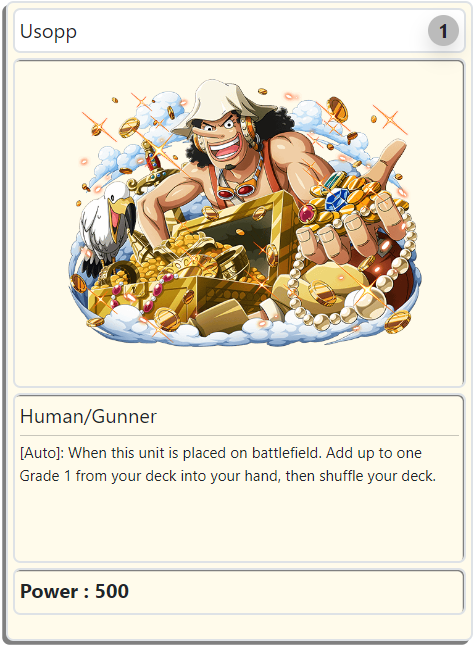 Usopp 1
Human/Gunner
[Auto]: When this unit is placed on battlefield. Add up to one
Grade 1 from your deck into your hand, then shuffle your deck.
Power : 500